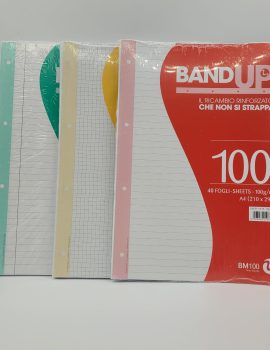 BANDUP
IL RICAMBIO RINFORZATO
CHE NON SI STRAPPA
100
40 FOGLI-SHEETS - 100g/
A4 (210 x 29
BM100